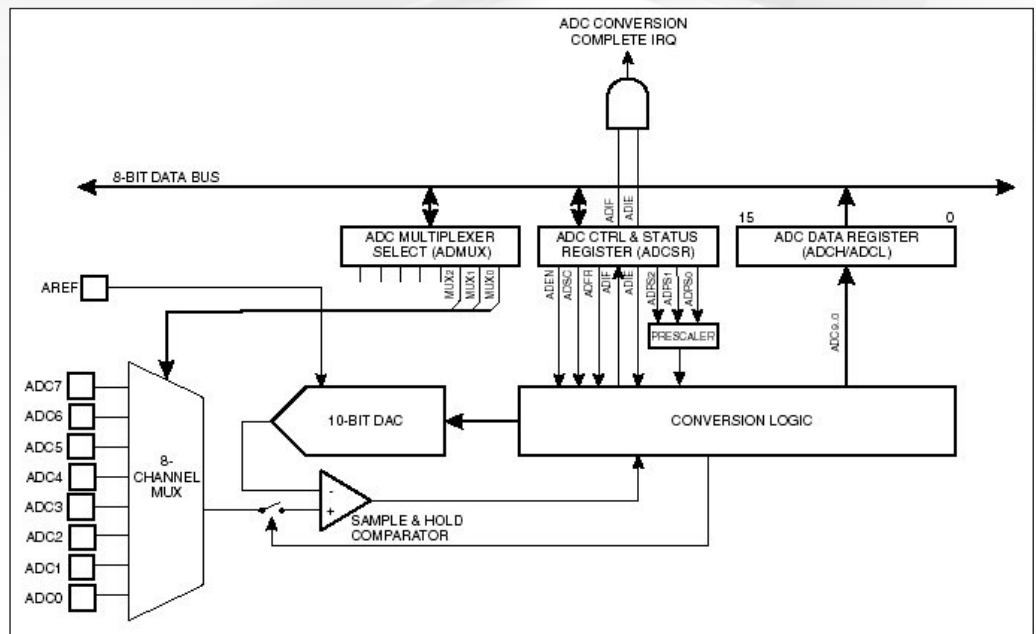 ADC CONVERSION
COMPLETE IRQ
8-BIT DATA BUS
ADIF
ADIE
15
0
ADC MULTIPLEXER
SELECT (ADMUX)
ADC CTRL & STATUS
REGISTER (ADCSR)
ADC DATA REGISTER
(ADCH/ADCL)
MUX2
MUX1
MUX0
ADEN
ADSC
ADFR
ADIF
ADIE
ADPS2
ADPS1
ADPS0
ADC9..0
AREF
PRESCALER
ADC7
ADC6
ADC5
ADC4
ADC3
ADC2
ADC1
ADC0
8-
CHANNEL
MUX
10-BIT DAC
CONVERSION LOGIC
-
+
SAMPLE & HOLD
COMPARATOR